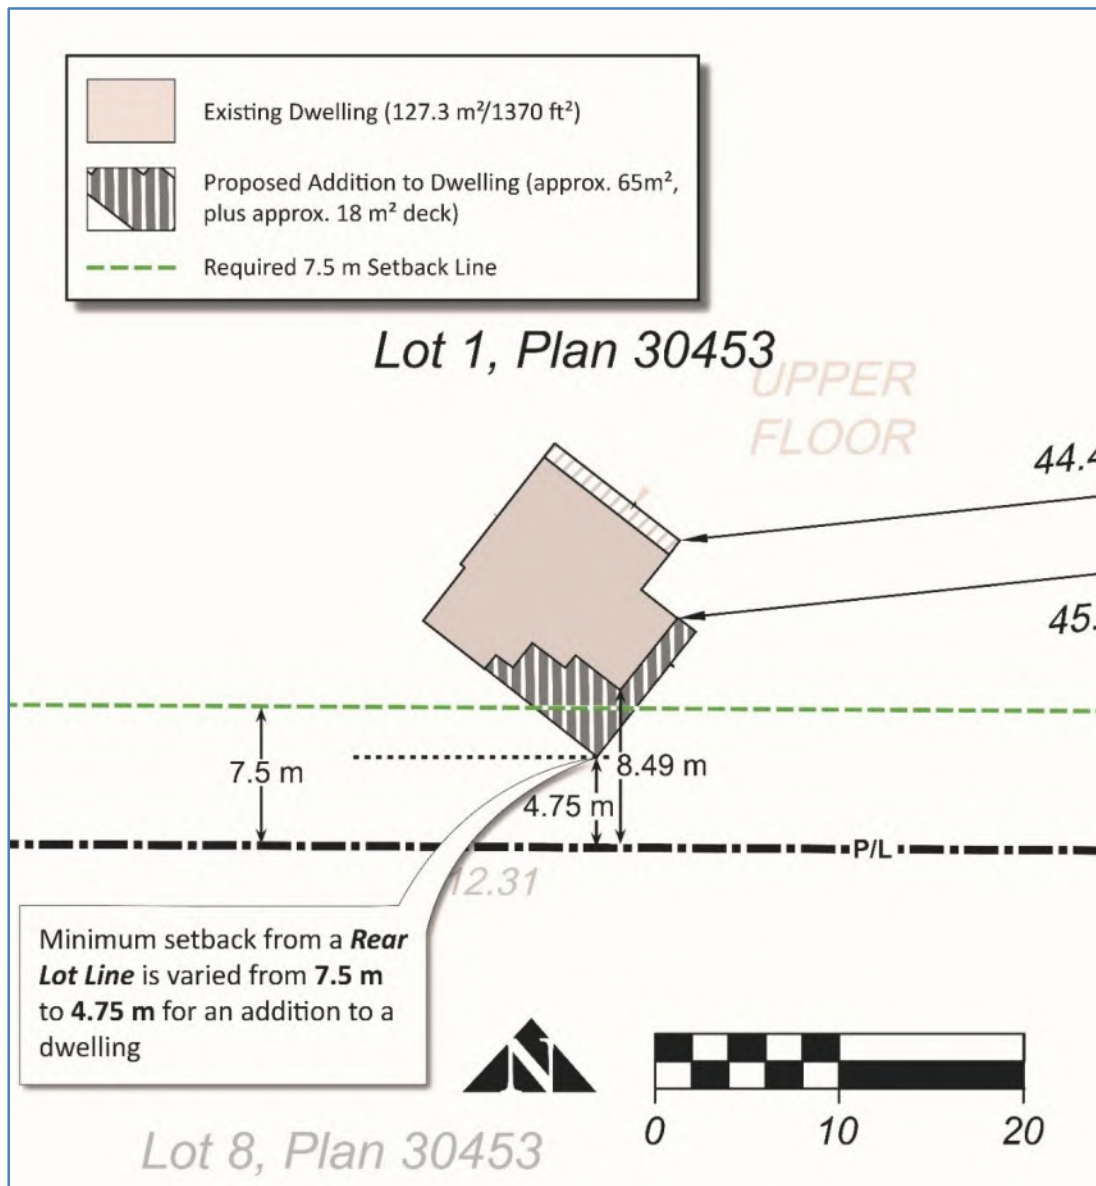 Existing Dwelling (127.3 m²/1370 ft²)
Proposed Addition to Dwelling (approx. 65m²,
plus approx. 18 m² deck)
Required 7.5 m Setback Line
Lot 1, Plan 30453
UPPER
FLOOR
44.4
45.
7.5 m
8.49 m
4.75 m
P/L
12.31
Minimum setback from a Rear
Lot Line is varied from 7.5 m
to 4.75 m for an addition to a
dwelling
N
0 10 20
Lot 8, Plan 30453